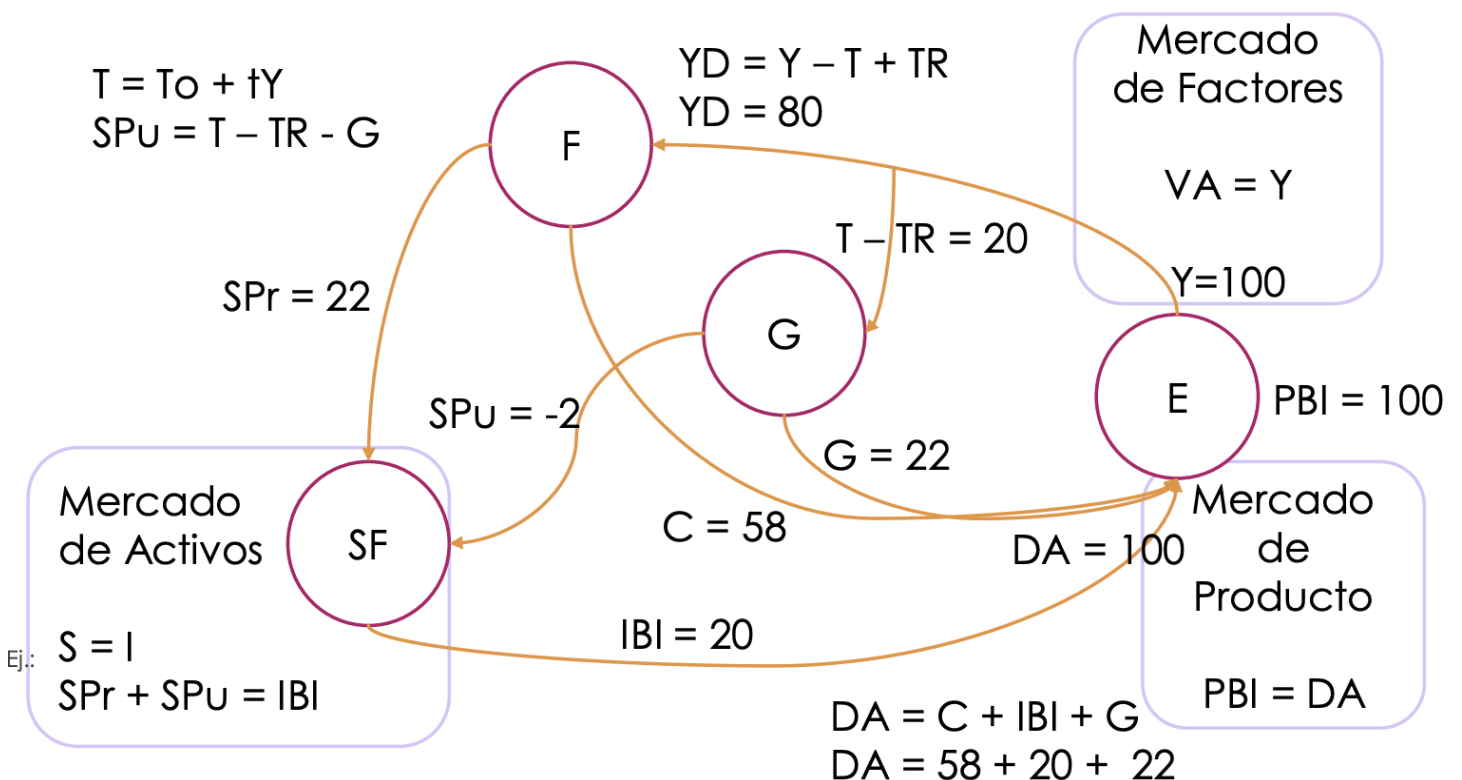 T = To + tY
SPu = T – TR - G
F
YD = Y – T + TR
YD = 80
Mercado
de Factores
VA = Y
Y=100
T – TR = 20
SPr = 22
G
E
PBI = 100
SPu = -2
G = 22
C = 58
DA = 100
Mercado
de
Producto
PBI = DA
Mercado
de Activos
SF
S = I
SPr + SPu = IBI
Ej.:
IBI = 20
DA = C + IBI + G
DA = 58 + 20 + 22